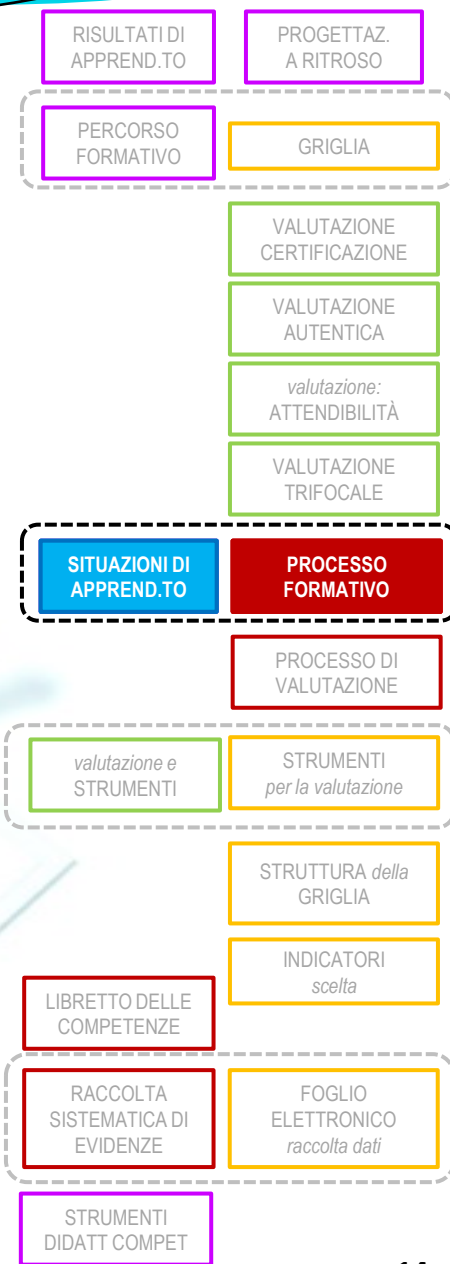 RISULTATI DI
APPREND.TO
PROGETTAZ.
A RITROSO
PERCORSO
FORMATIVO
GRIGLIA
VALUTAZIONE
CERTIFICAZIONE
VALUTAZIONE
AUTENTICA
valutazione:
ATTENDIBILITÀ
VALUTAZIONE
TRIFOCALE
SITUAZIONI DI
APPREND.TO
PROCESSO
FORMATIVO
PROCESSO DI
VALUTAZIONE
valutazione e
STRUMENTI
STRUMENTI
per la valutazione
STRUTTURA della
GRIGLIA
INDICATORI
scelta
LIBRETTO DELLE
COMPETENZE
RACCOLTA
SISTEMATICA DI
EVIDENZE
FOGLIO
ELETTRONICO
raccolta dati
STRUMENTI
DIDATT COMPET